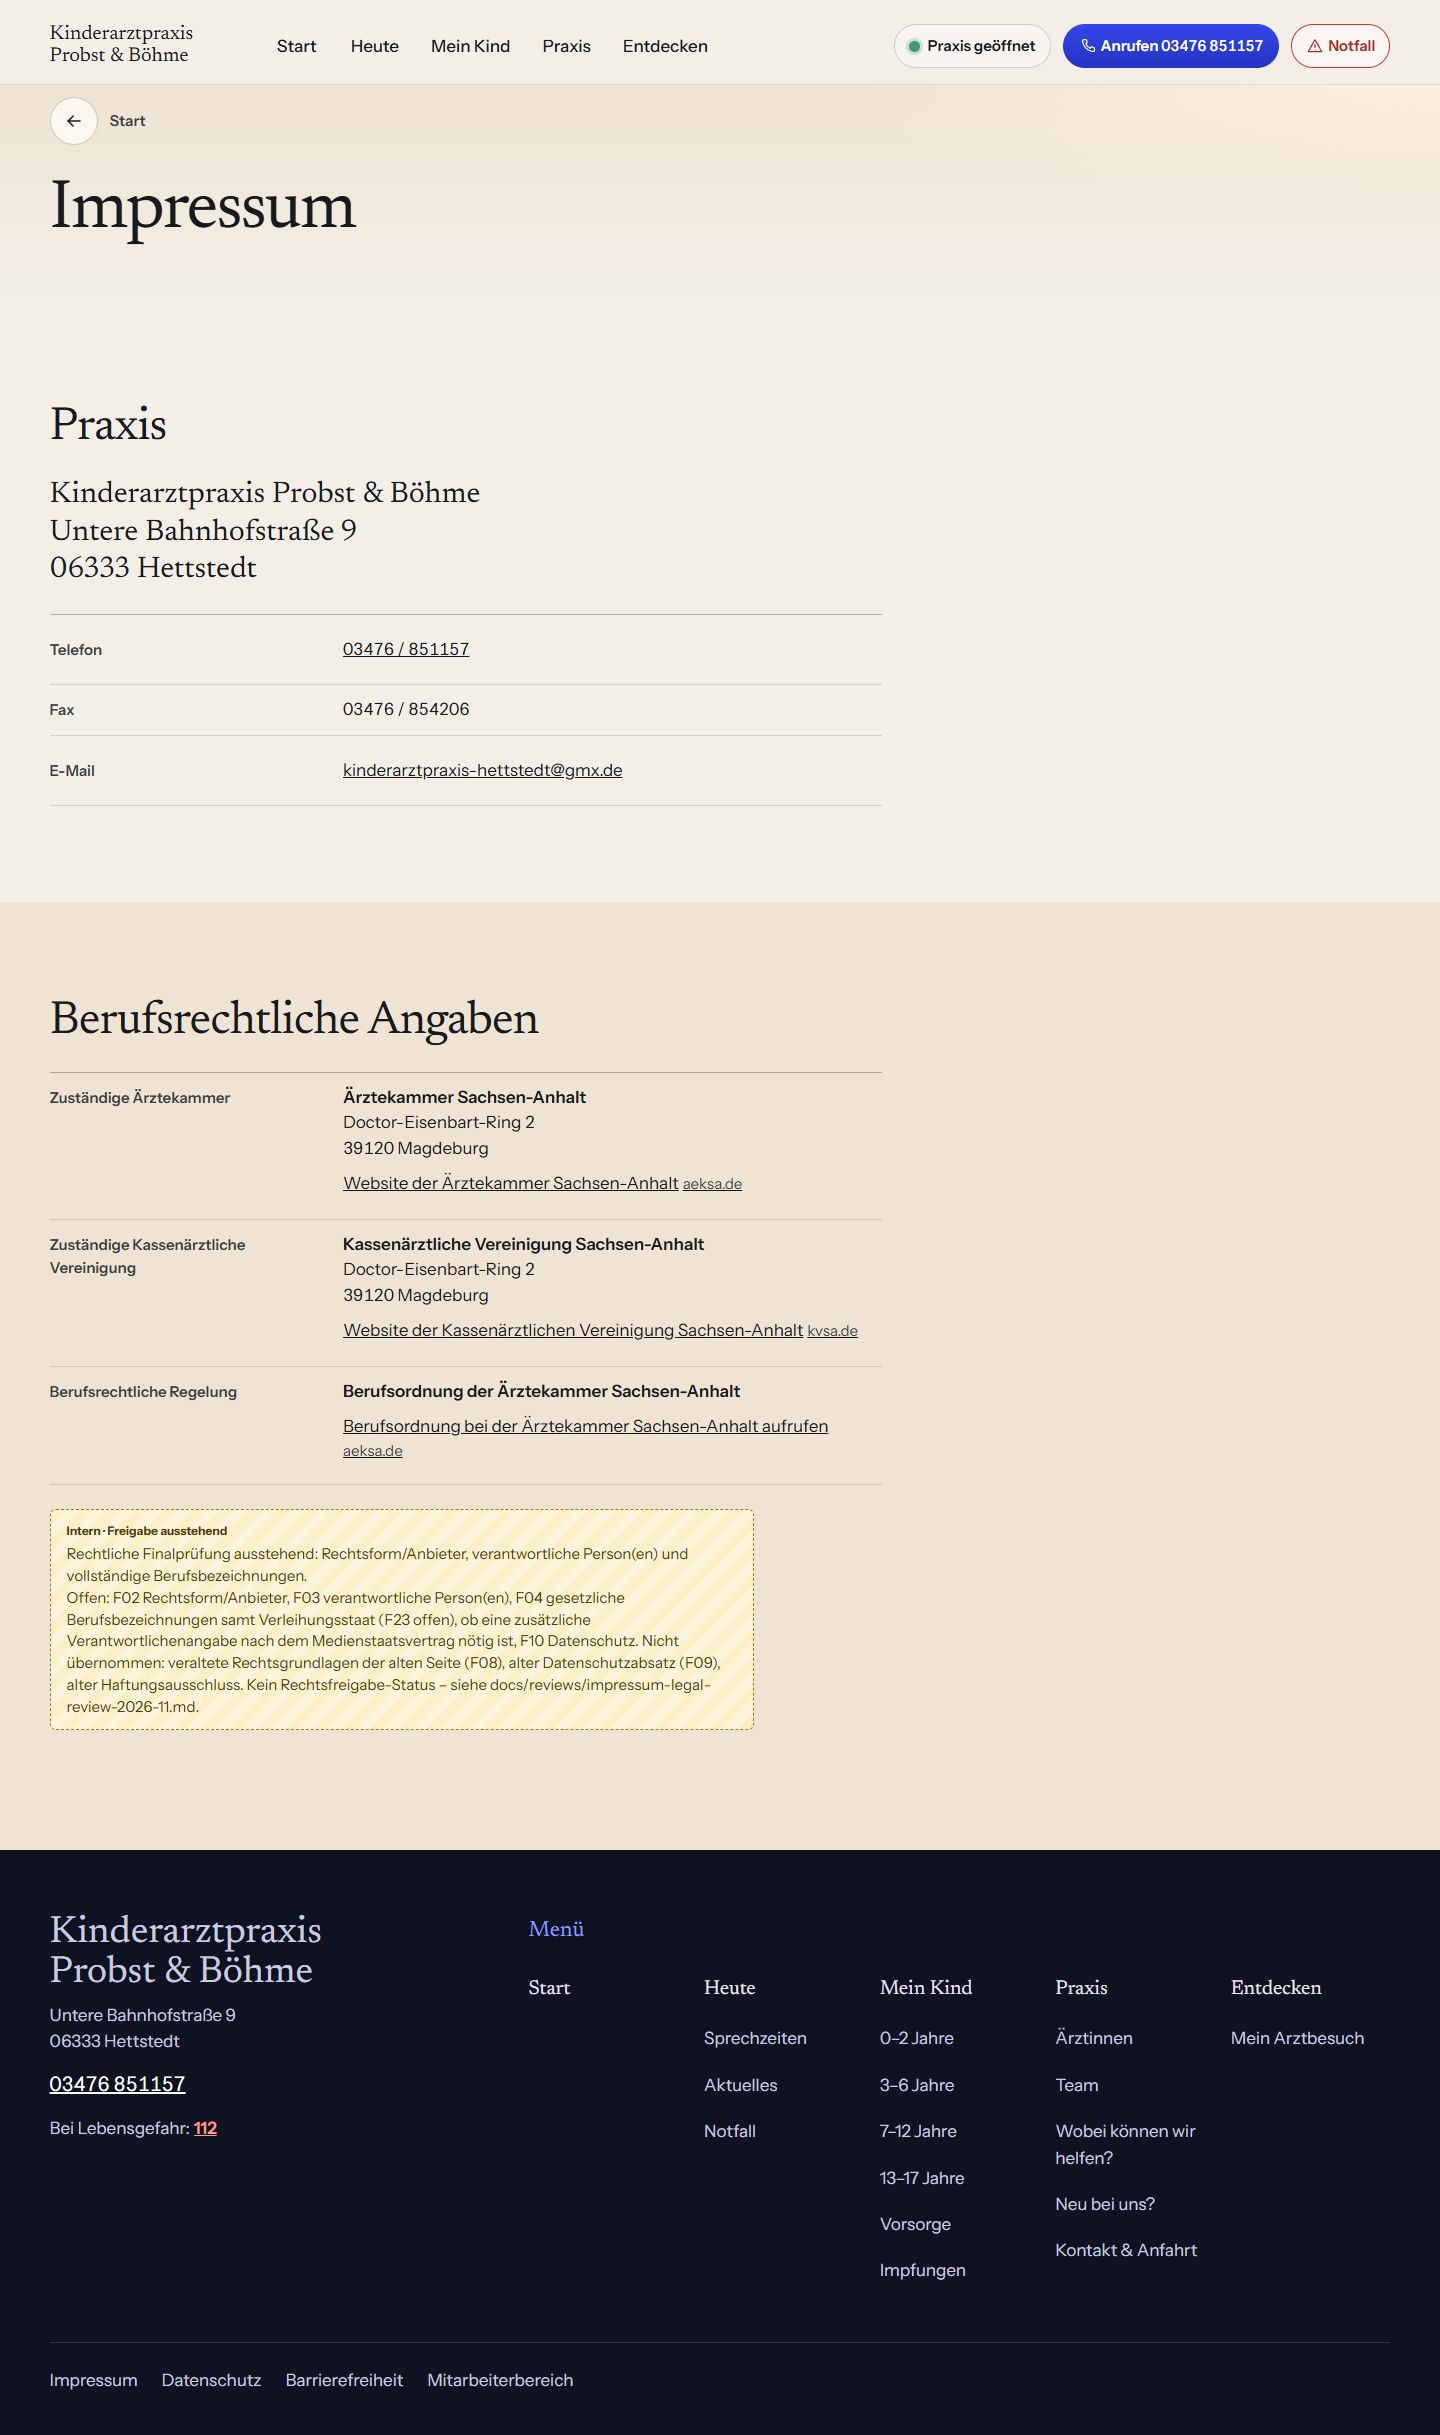 Kinderarztpraxis
Probst & Böhme
Start
Heute
Mein Kind
Praxis
Entdecken
Praxis geöffnet
Anrufen 03476 851157
Notfall
Start
Impressum
Praxis
Kinderarztpraxis Probst & Böhme
Untere Bahnhofstraße 9
06333 Hettstedt
Telefon
03476 / 851157
Fax
03476 / 854206
E-Mail
kinderarztpraxis-hettstedt@gmx.de
Berufsrechtliche Angaben
Zuständige Ärztekammer
Ärztekammer Sachsen-Anhalt
Doctor-Eisenbart-Ring 2
39120 Magdeburg
Website der Ärztekammer Sachsen-Anhalt aeksa.de
Zuständige Kassenärztliche
Vereinigung
Kassenärztliche Vereinigung Sachsen-Anhalt
Doctor-Eisenbart-Ring 2
39120 Magdeburg
Website der Kassenärztlichen Vereinigung Sachsen-Anhalt kvsa.de
Berufsrechtliche Regelung
Berufsordnung der Ärztekammer Sachsen-Anhalt
Berufsordnung bei der Ärztekammer Sachsen-Anhalt aufrufen
aeksa.de
Intern · Freigabe ausstehend
Rechtliche Finalprüfung ausstehend: Rechtsform/Anbieter, verantwortliche Person(en) und
vollständige Berufsbezeichnungen.
Offen: F02 Rechtsform/Anbieter, F03 verantwortliche Person(en), F04 gesetzliche
Berufsbezeichnungen samt Verleihungsstaat (F23 offen), ob eine zusätzliche
Verantwortlichenangabe nach dem Medienstaatsvertrag nötig ist, F10 Datenschutz. Nicht
übernommen: veraltete Rechtsgrundlagen der alten Seite (F08), alter Datenschutzabsatz (F09),
alter Haftungsausschluss. Kein Rechtsfreigabe-Status – siehe docs/reviews/impressum-legal-
review-2026-11.md.
Kinderarztpraxis
Probst & Böhme
Untere Bahnhofstraße 9
06333 Hettstedt
03476 851157
Bei Lebensgefahr: 112
Menü
Start
Heute
Sprechzeiten
Aktuelles
Notfall
Mein Kind
0–2 Jahre
3–6 Jahre
7–12 Jahre
13–17 Jahre
Vorsorge
Impfungen
Praxis
Ärztinnen
Team
Wobei können wir
helfen?
Neu bei uns?
Kontakt & Anfahrt
Entdecken
Mein Arztbesuch
Impressum
Datenschutz
Barrierefreiheit
Mitarbeiterbereich